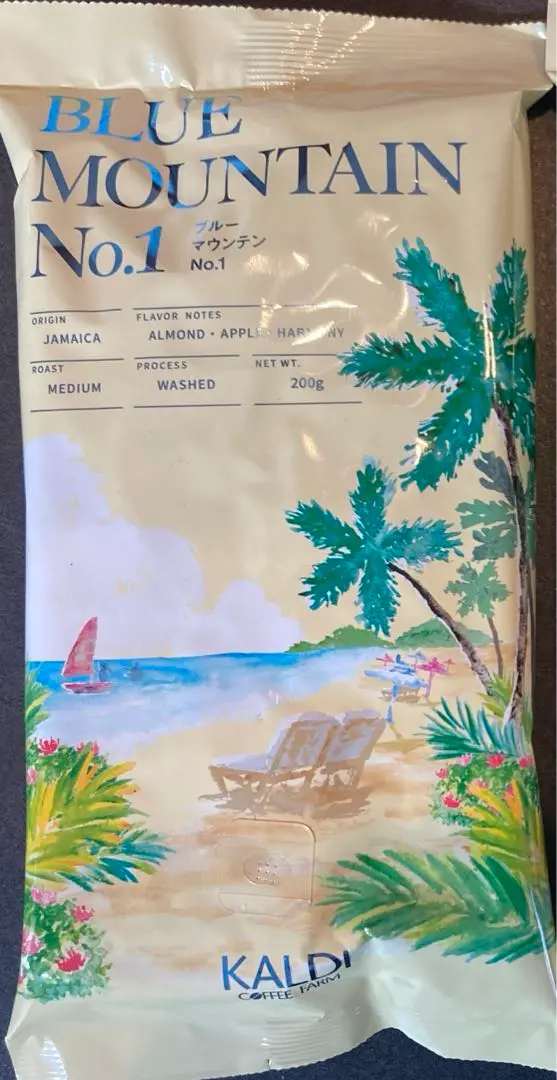 BLUE
MOUNTAIN
No.1
ブルー
マウンテン
No.1
ORIGIN
JAMAICA
FLAVOR NOTES
ALMOND・APPLE HARMONY
ROAST
MEDIUM
PROCESS
WASHED
NET WT.
200g
KALDI
COFFEE FARM